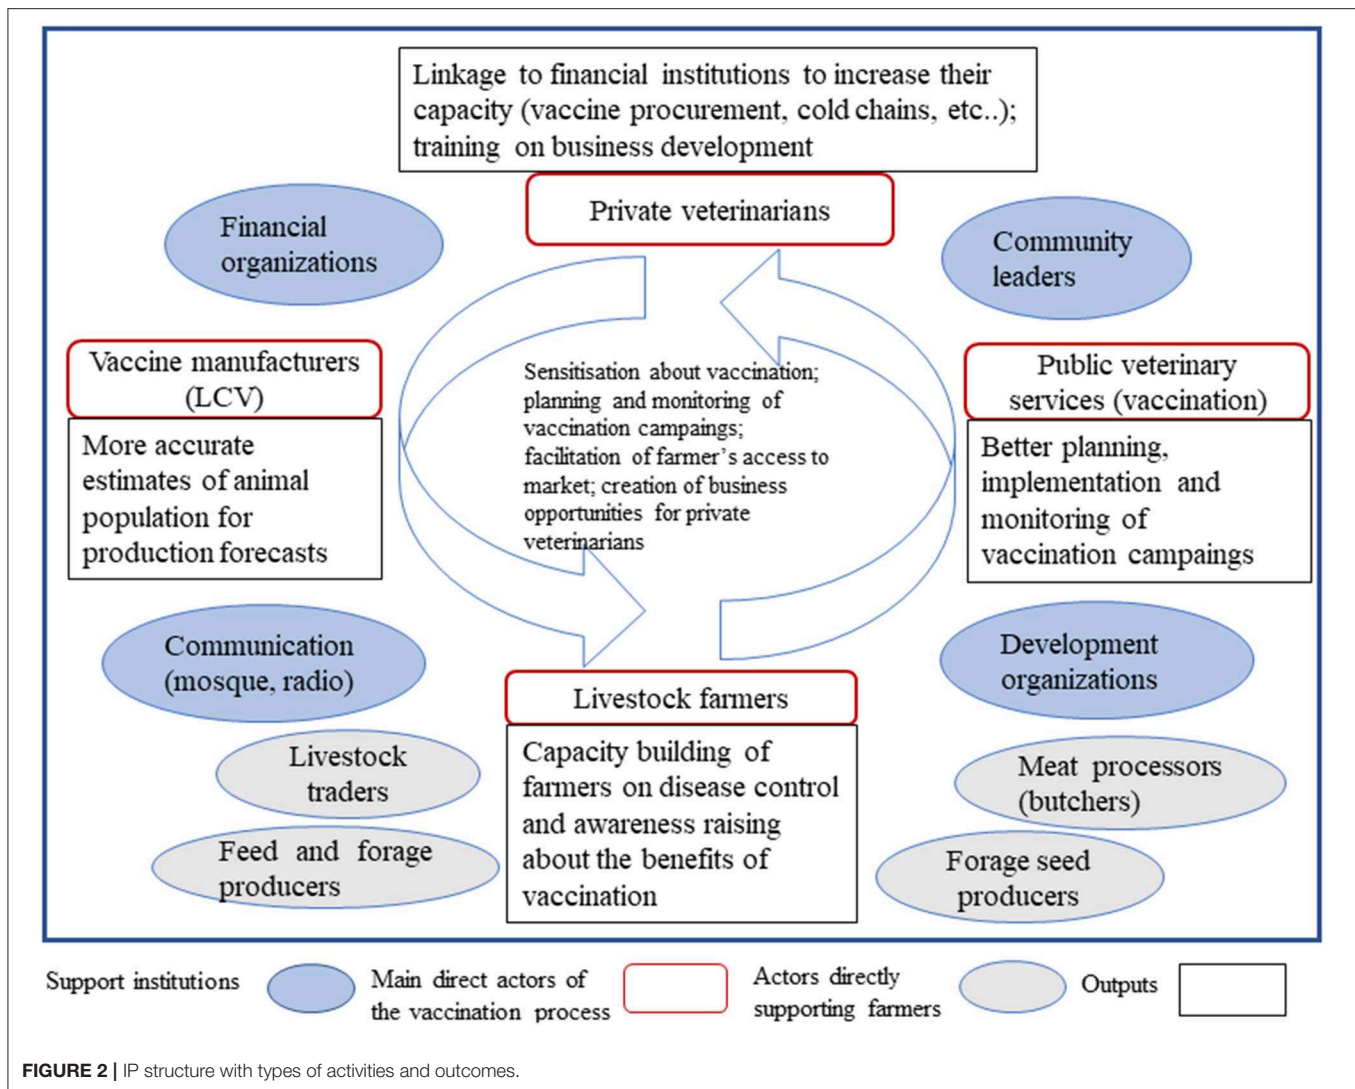 Linkage to financial institutions to increase their
capacity (vaccine procurement, cold chains, etc..);
training on business development
Private veterinarians
Financial
organizations
Community
leaders
Vaccine manufacturers
(LCV)
More accurate
estimates of animal
population for
production forecasts
Sensitisation about vaccination;
planning and monitoring of
vaccination campaings;
facilitation of farmer's access to
market; creation of business
opportunities for private
veterinarians
Public veterinary
services (vaccination)
Better planning,
implementation and
monitoring of
vaccination campaings
Communication
(mosque, radio)
Development
organizations
Livestock farmers
Capacity building of
farmers on disease control
and awareness raising
about the benefits of
vaccination
Livestock
traders
Feed and forage
producers
Meat processors
(butchers)
Forage seed
producers
Support institutions
Main direct actors of
the vaccination process
Actors directly
supporting farmers
Outputs
FIGURE 2 | IP structure with types of activities and outcomes.